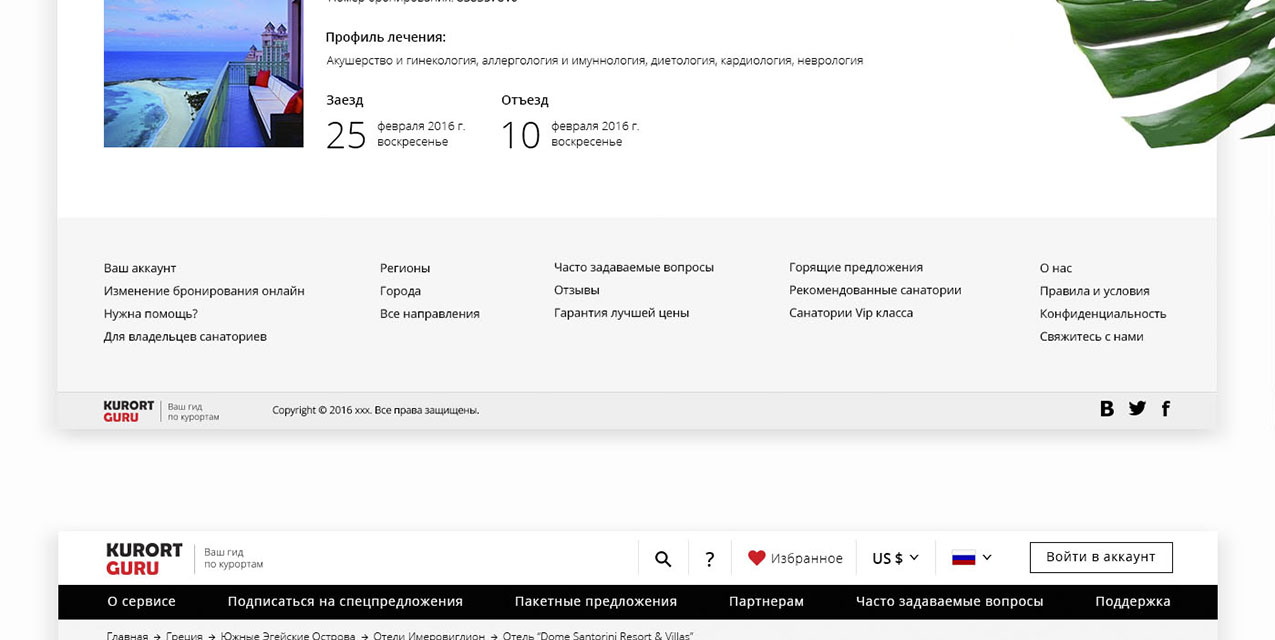 Номер бронирования: 858397810
Профиль лечения:
Акушерство и гинекология, аллергология и имуннология, диетология, кардиология, неврология
Заезд
Отъезд
25 февраля 2016 г. воскресенье
10 февраля 2016 г. воскресенье
Ваш аккаунт
Изменение бронирования онлайн
Нужна помощь?
Для владельцев санаториев
Регионы
Города
Все направления
Часто задаваемые вопросы
Отзывы
Гарантия лучшей цены
Горящие предложения
Рекомендованные санатории
Санатории Vip класса
О нас
Правила и условия
Конфиденциальность
Свяжитесь с нами
KURORT
GURU
Ваш гид
по курортам
Copyright © 2016 xxx. Все права защищены.
KURORT
GURU
Ваш гид
по курортам
?
Избранное
US $
Войти в аккаунт
О сервисе
Подписаться на спецпредложения
Пакетные предложения
Партнерам
Часто задаваемые вопросы
Поддержка
Главная → Греция → Южные Эгейские Острова → Отели Имеровиглион → Отель “Dome Santorini Resort & Villas”